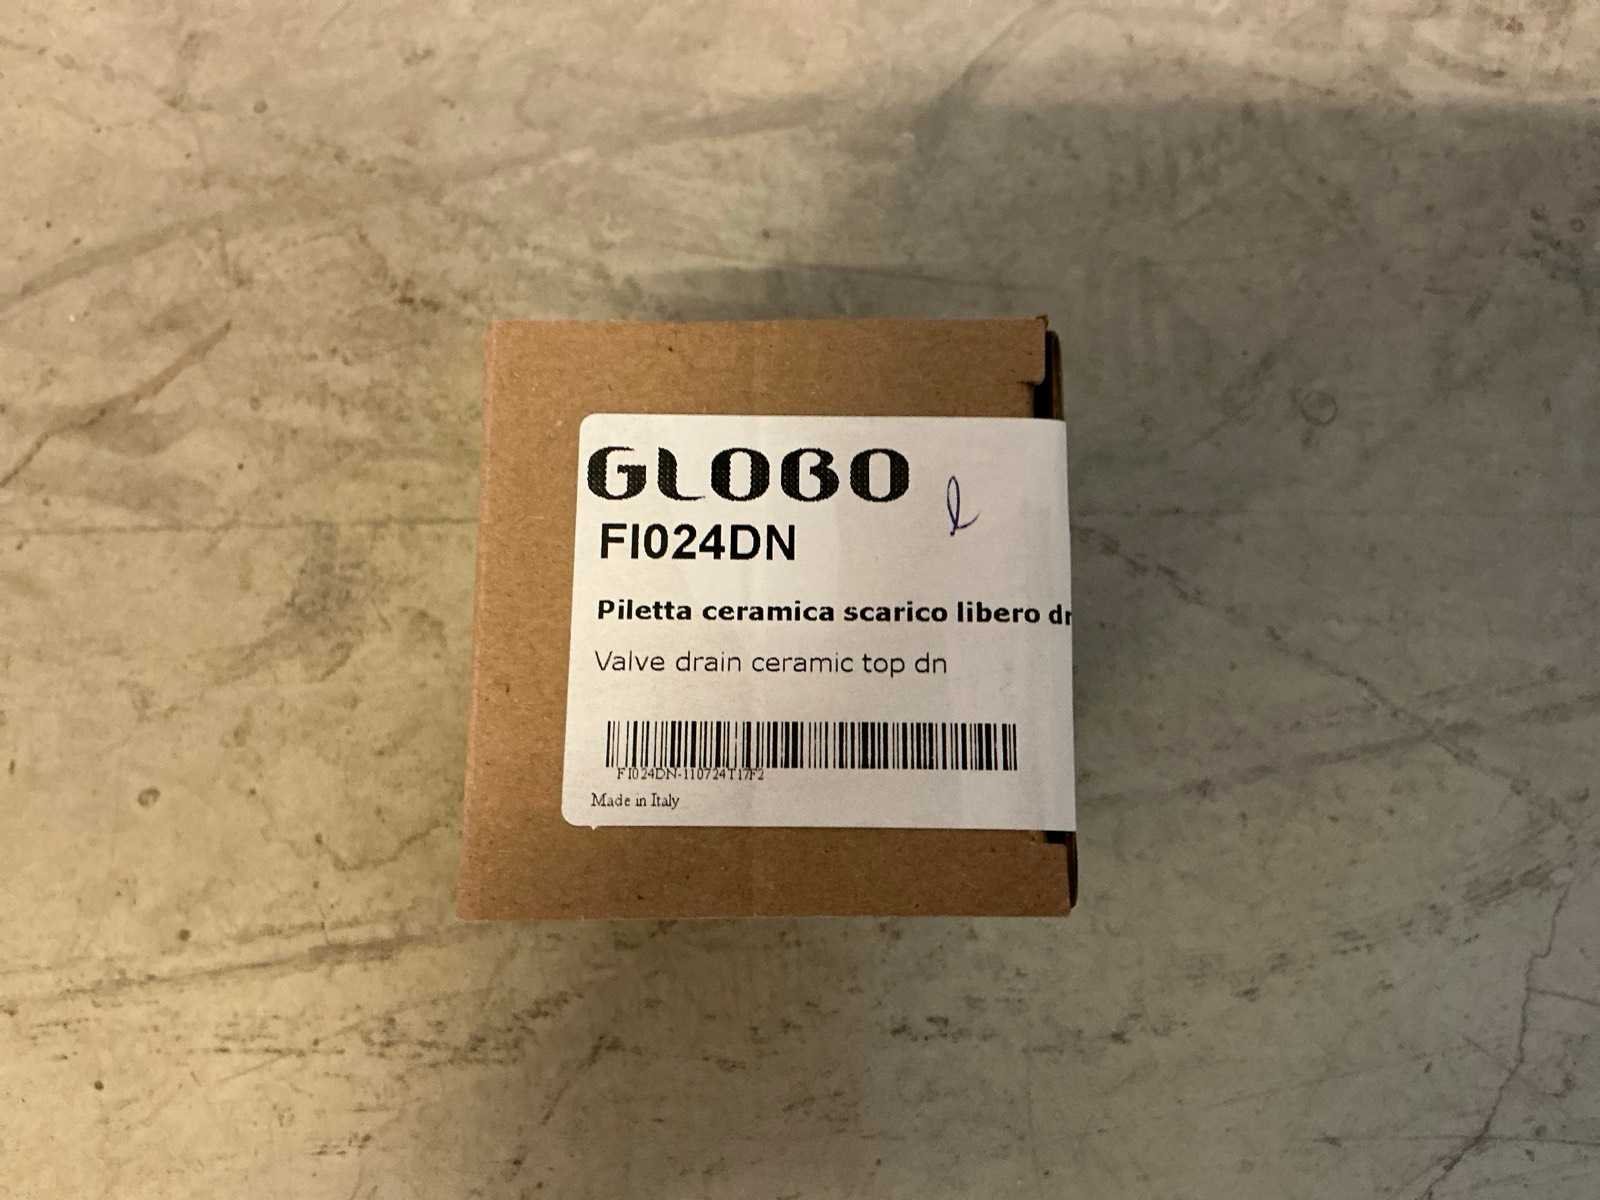 GLOBO
FI024DN
Piletta ceramica scarico libero
Valve drain ceramic top dn
FI024DN-110724T17F2
Made in Italy